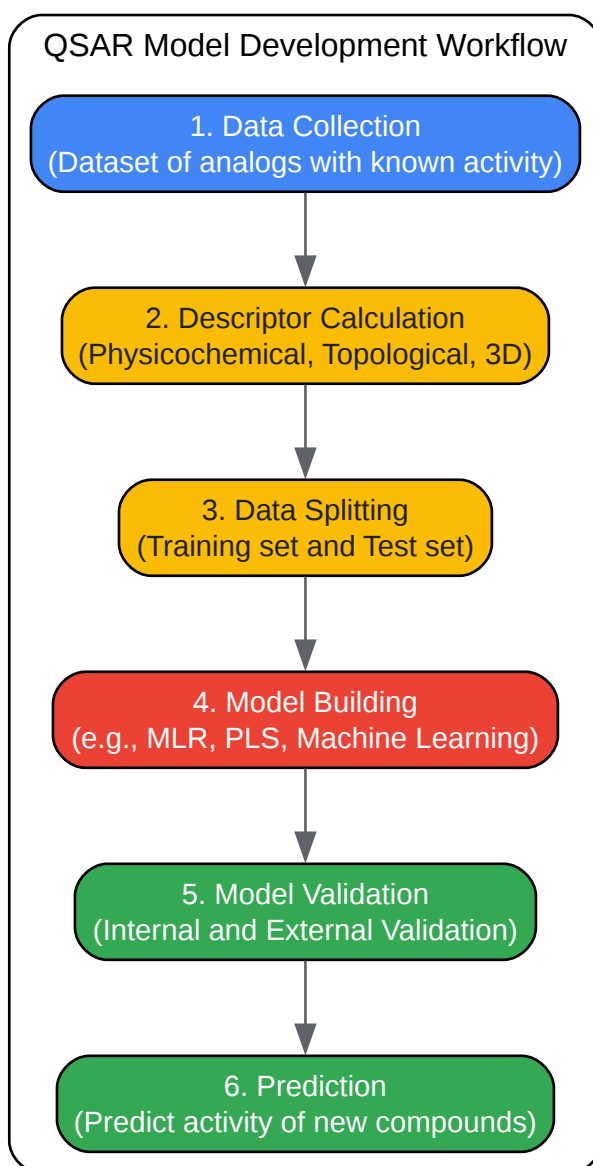 QSAR Model Development Workflow
1. Data Collection
(Dataset of analogs with known activity)
2. Descriptor Calculation
(Physicochemical, Topological, 3D)
3. Data Splitting
(Training set and Test set)
4. Model Building
(e.g., MLR, PLS, Machine Learning)
5. Model Validation
(Internal and External Validation)
6. Prediction
(Predict activity of new compounds)